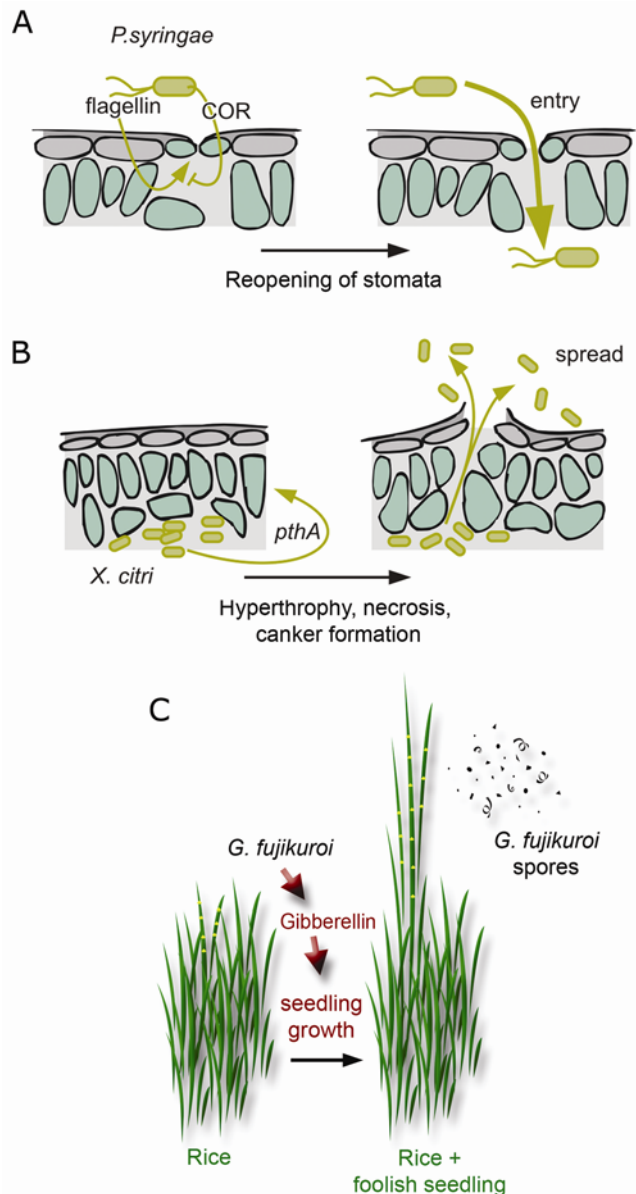 A
P.syringae
flagellin
COR
entry
Reopening of stomata
B
spread
pthA
X. citri
Hyperthrophy, necrosis,
canker formation
C
G. fujikuroi
G. fujikuroi
spores
Gibberellin
seedling
growth
Rice
Rice +
foolish seedling